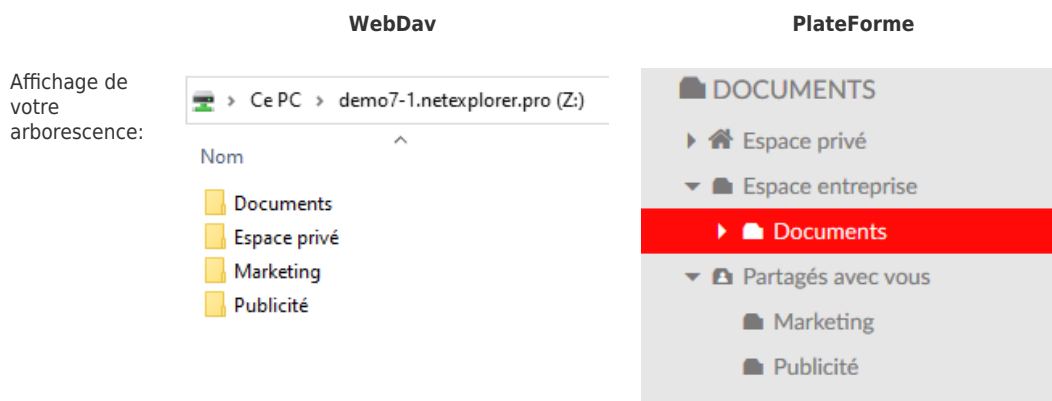 WebDav
PlateForme
Affichage de
votre
arborescence:
Ce PC > demo7-1.netexplorer.pro (Z:)
Nom
Documents
Espace privé
Marketing
Publicité
DOCUMENTS
Espace privé
Espace entreprise
Documents
Partagés avec vous
Marketing
Publicité